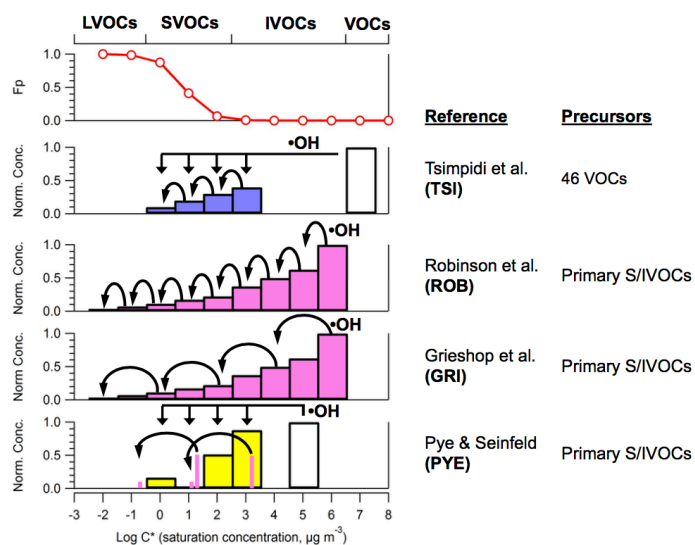 LVOCs SVOCs IVOCs VOCs
1.0
0.5
0.0
Fp
Reference Precursors
•OH
1.0
0.5
0.0
Norm. Conc.
Tsimpidi et al.
(TSI)
46 VOCs
•OH
1.0
0.5
0.0
Norm Conc.
Robinson et al.
(ROB)
Primary S/IVOCs
•OH
1.0
0.5
0.0
Norm Conc.
Grieshop et al.
(GRI)
Primary S/IVOCs
•OH
1.0
0.5
0.0
Norm. Conc.
Pye & Seinfeld
(PYE)
Primary S/IVOCs
-3 -2 -1 0 1 2 3 4 5 6 7 8
Log C* (saturation concentration, µg m⁻³)